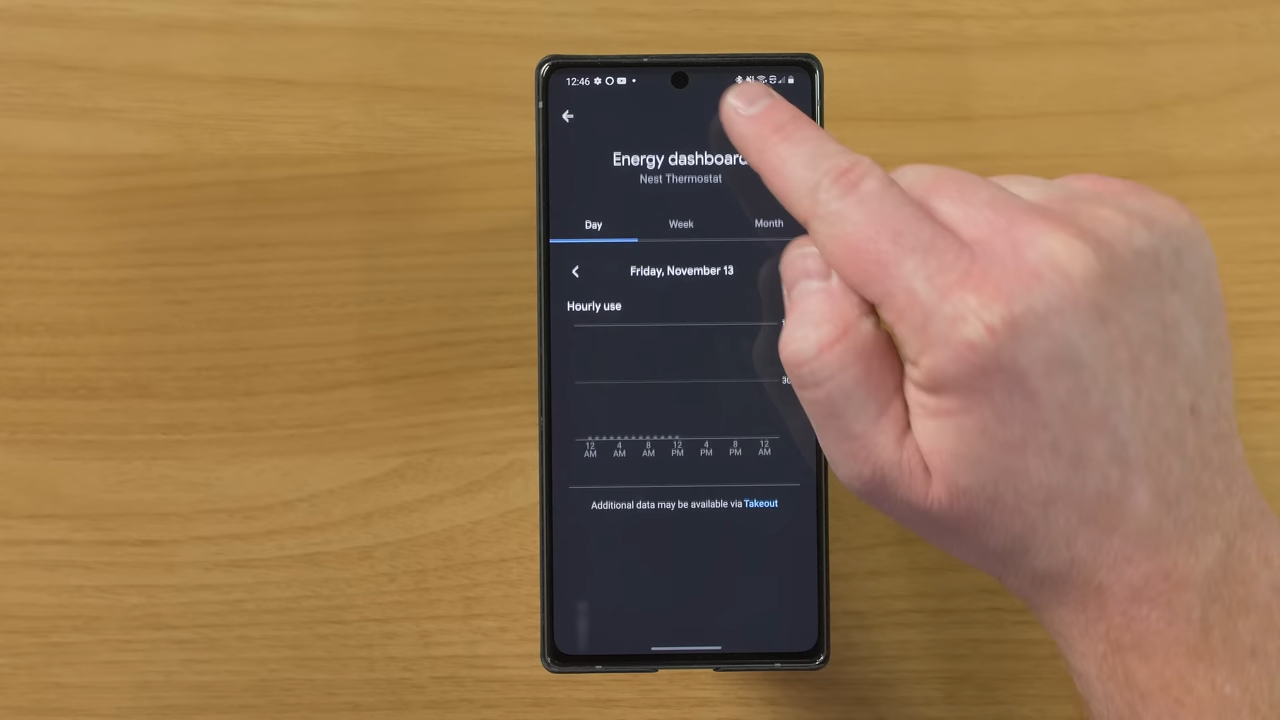 12:46
Energy dashboard
Nest Thermostat
Day Week Month
Friday, November 13
Hourly use
30
12 4 8 12 4 8 12
AM AM AM PM PM PM AM
Additional data may be available via Takeout